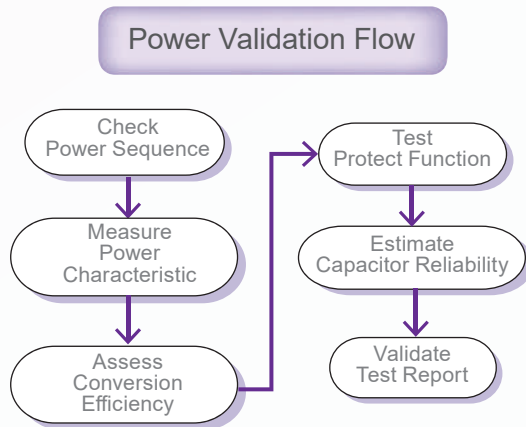 Power Validation Flow
Check
Power Sequence
Measure
Power
Characteristic
Assess
Conversion
Efficiency
Test
Protect Function
Estimate
Capacitor Reliability
Validate
Test Report